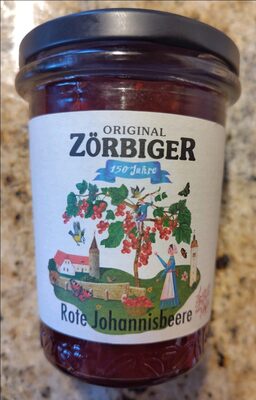 ORIGINAL
ZÖRBIGER
150 Jahre
Rote Johannisbeere